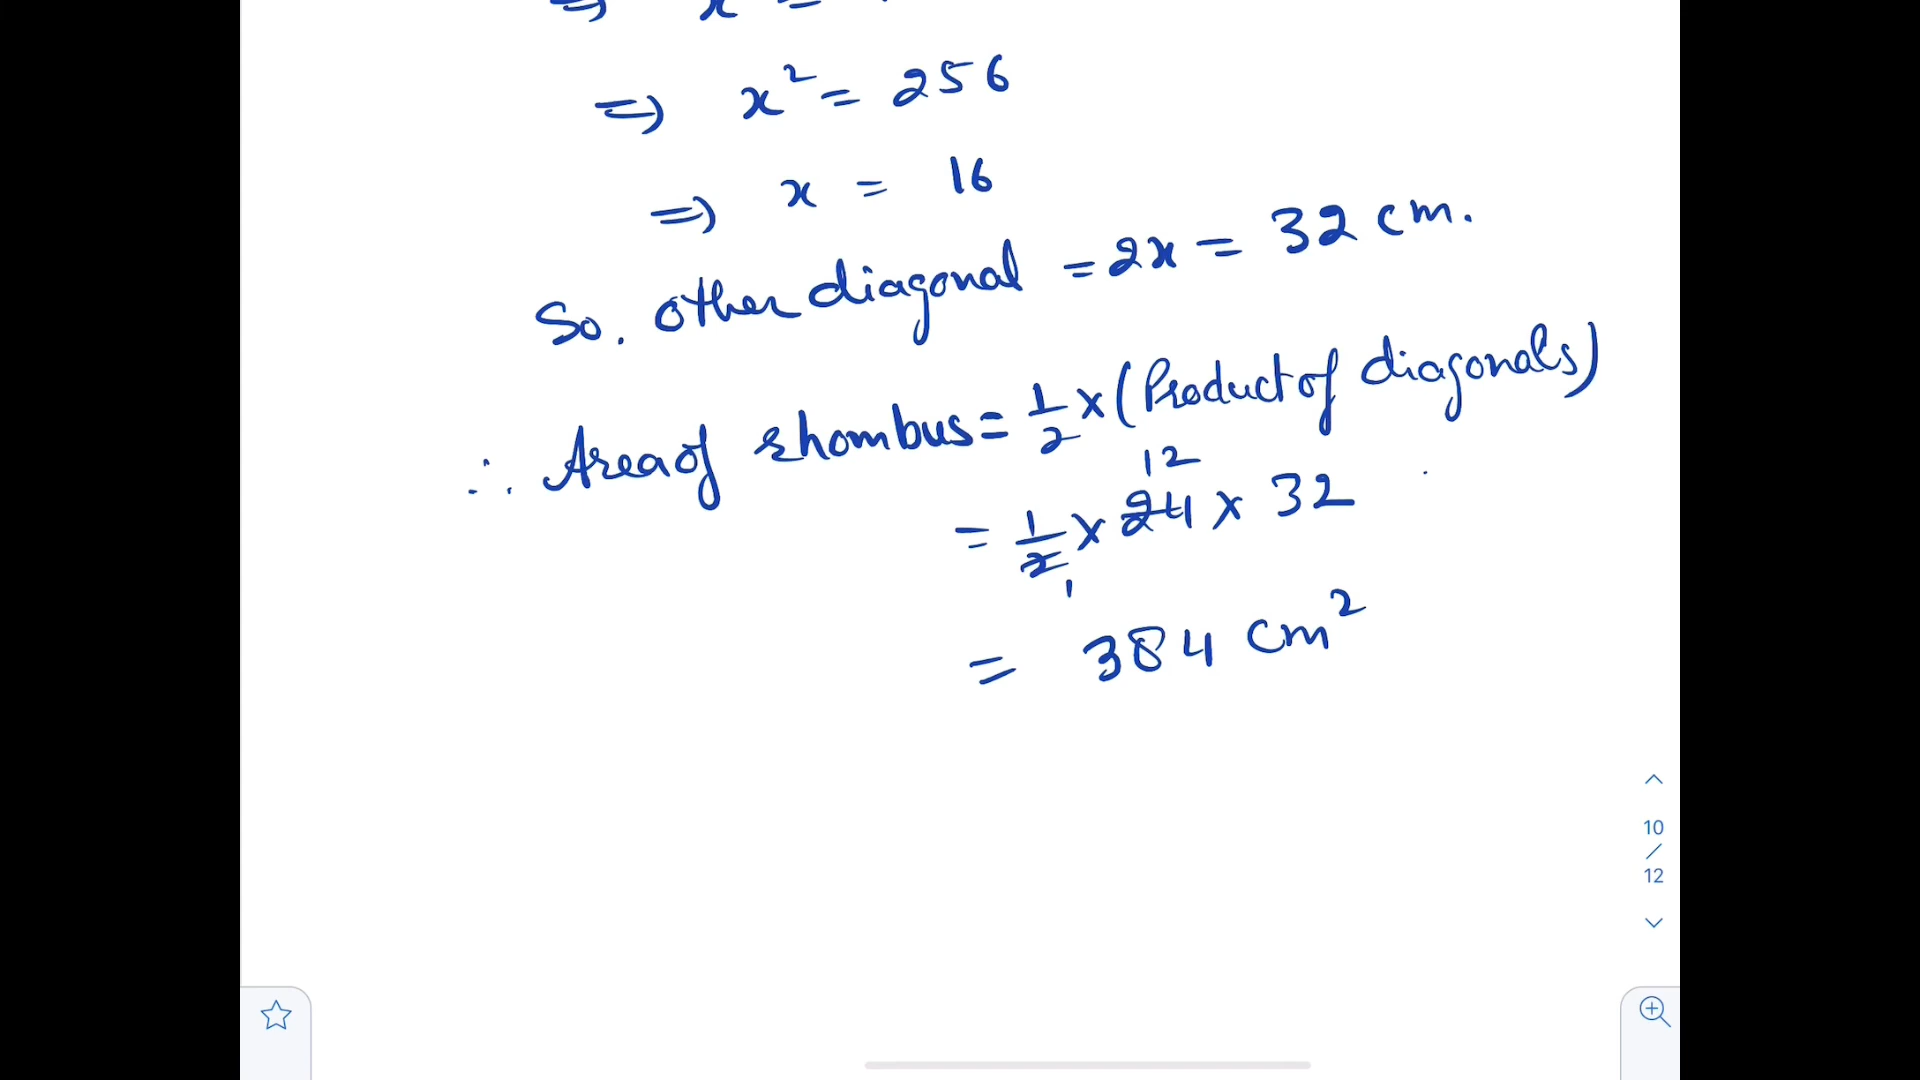 ⇒ x² = 256
⇒ x = 16
So, other diagonal = 2x = 32 cm.
∴ Area of rhombus = 1/2 × (Product of diagonals)
12
= 1/2 × 24 × 32
1
= 384 cm²
10
/
12